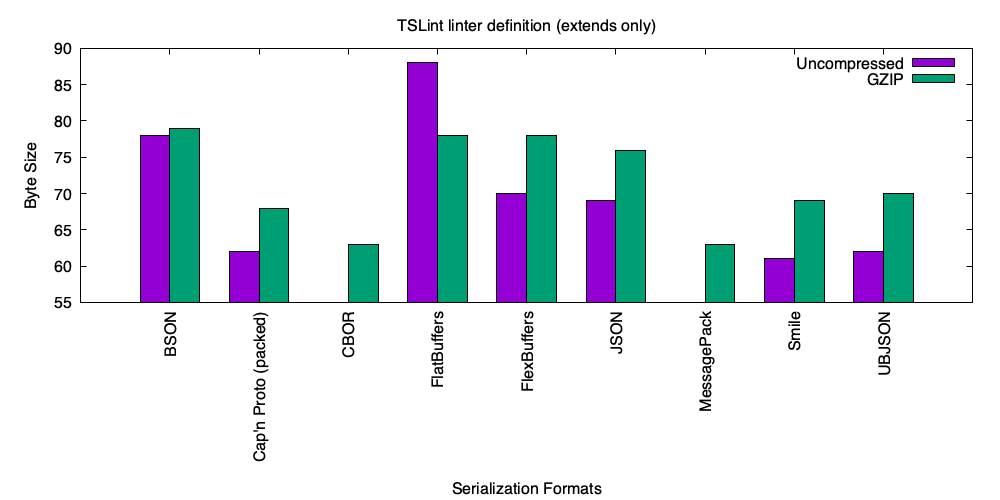 TSLint linter definition (extends only)
90
85
80
75
70
65
60
55
Byte Size
Uncompressed
GZIP
BSON
Cap'n Proto (packed)
CBOR
FlatBuffers
FlexBuffers
JSON
MessagePack
Smile
UBJSON
Serialization Formats